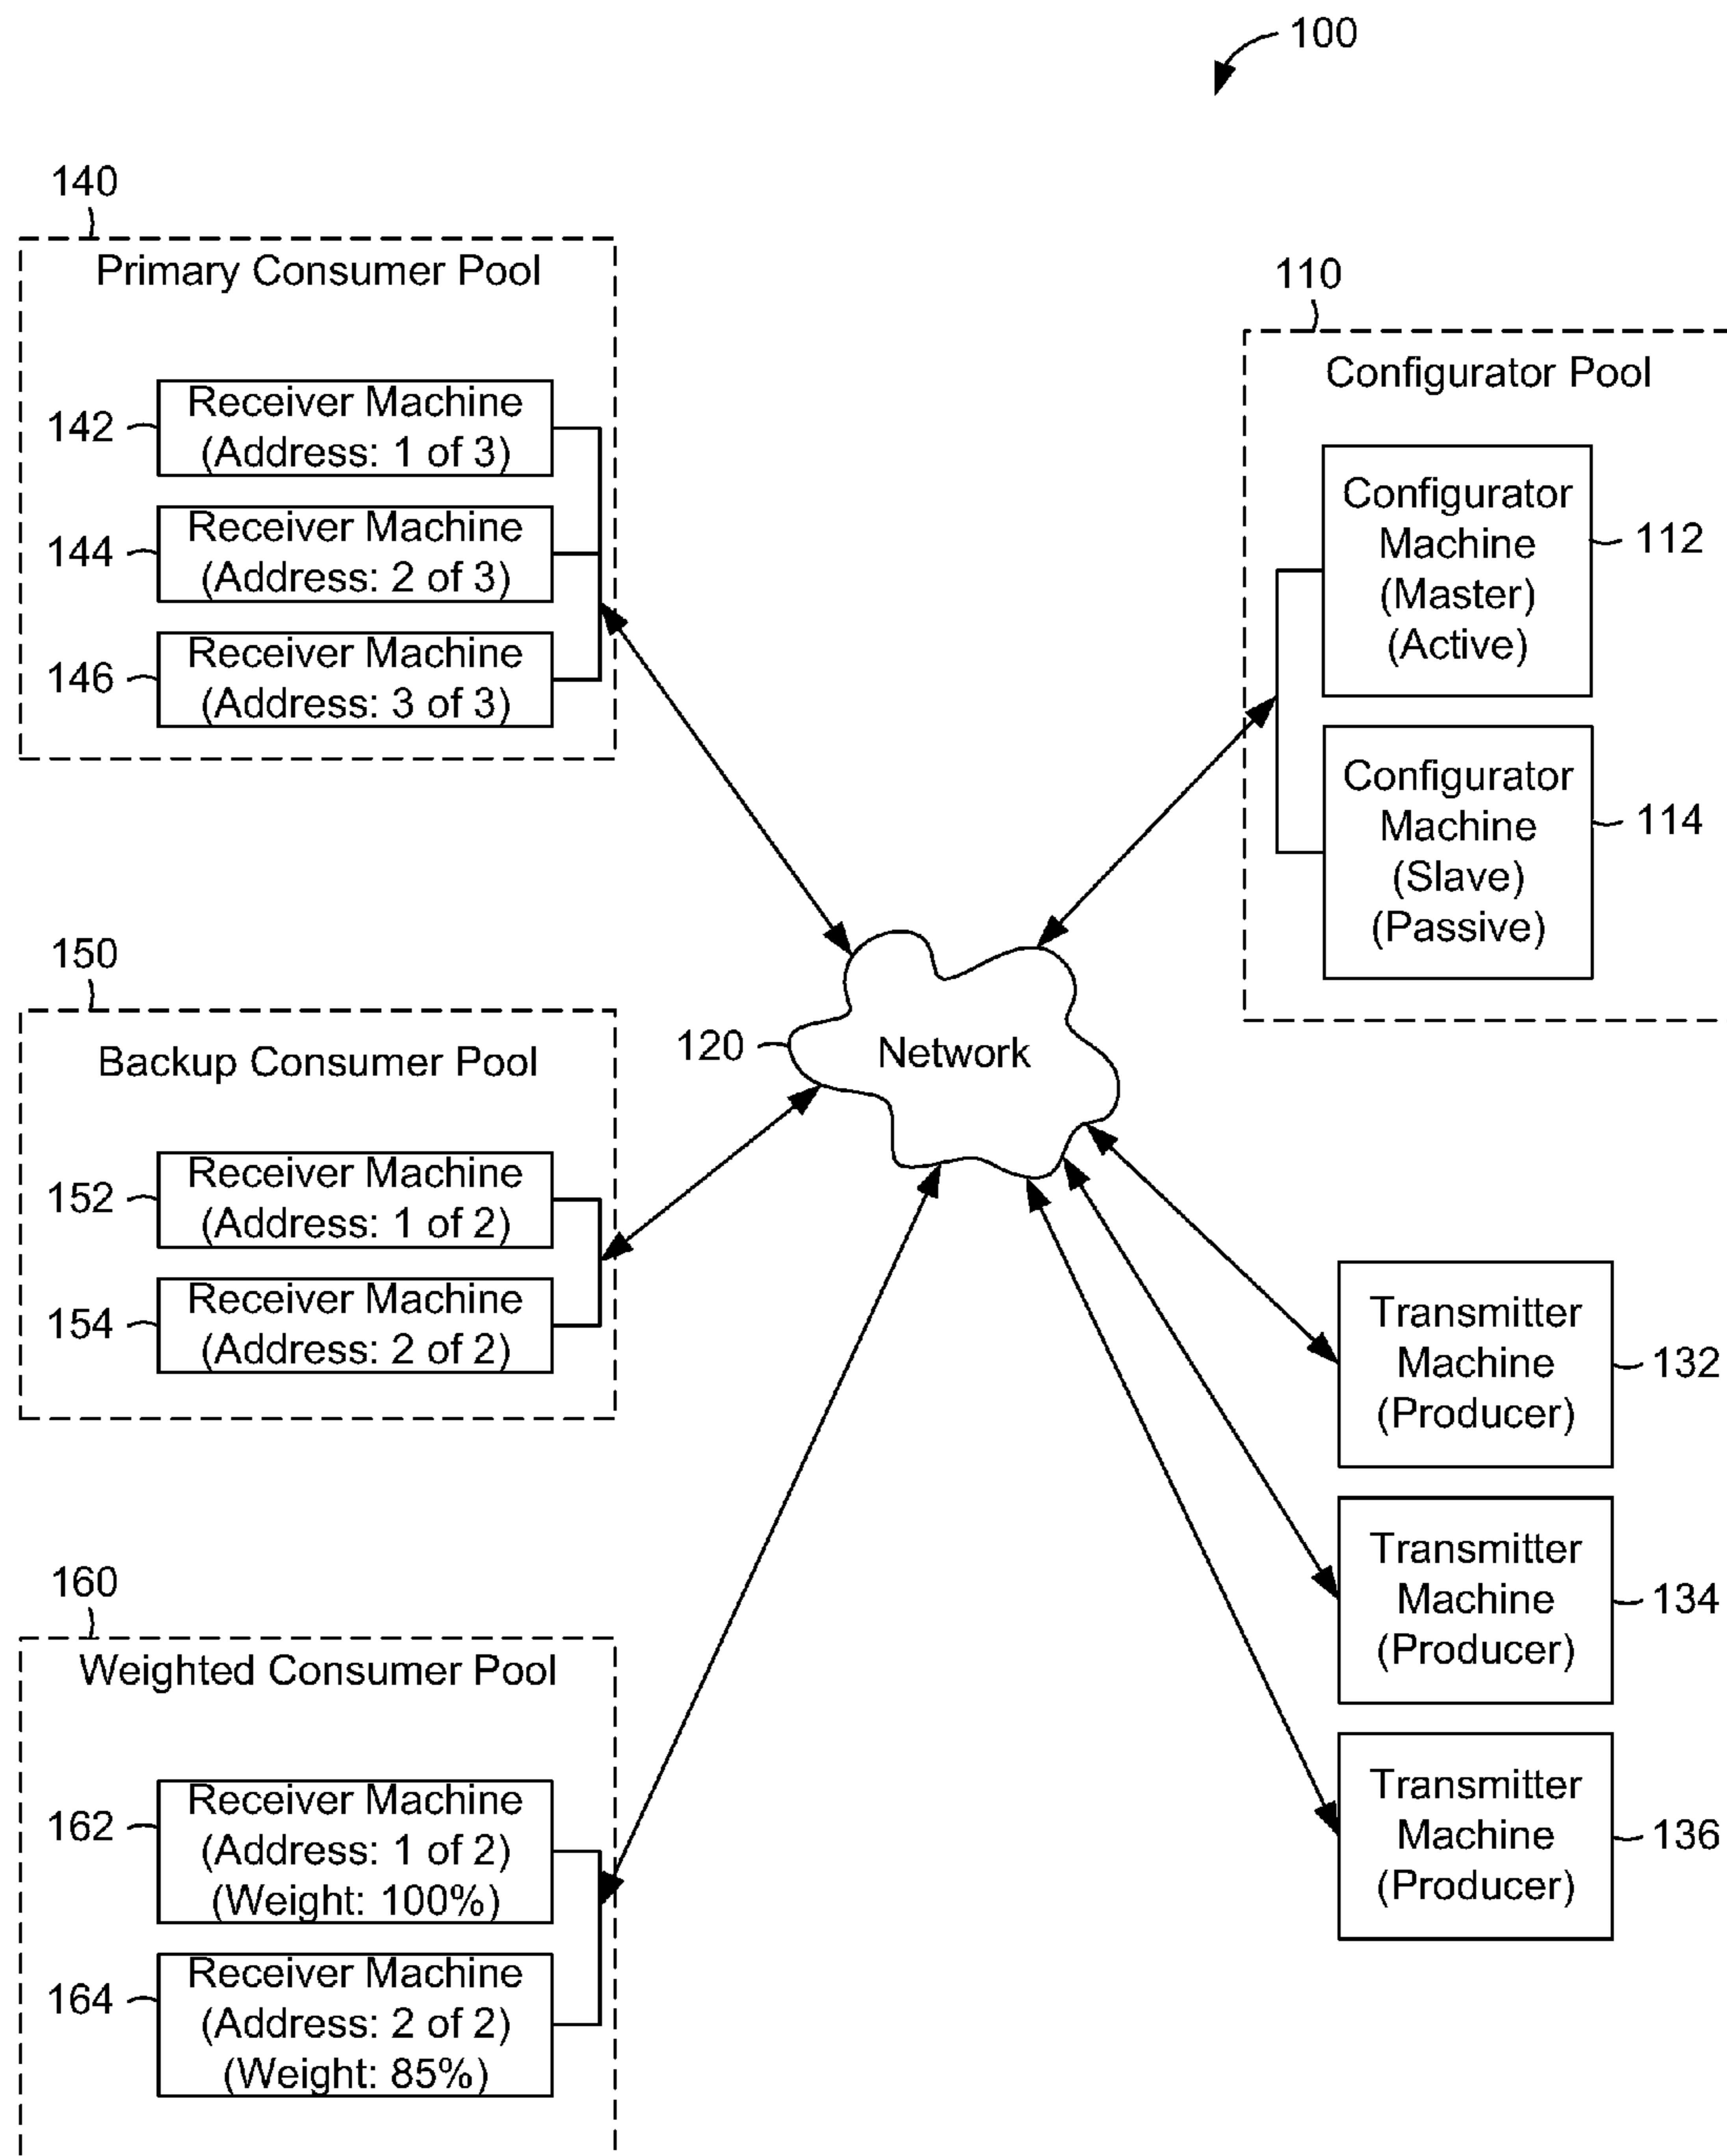 100
140
Primary Consumer Pool
142
Receiver Machine
(Address: 1 of 3)
144
Receiver Machine
(Address: 2 of 3)
146
Receiver Machine
(Address: 3 of 3)
110
Configurator Pool
Configurator
Machine
(Master)
(Active)
112
Configurator
Machine
(Slave)
(Passive)
114
150
Backup Consumer Pool
152
Receiver Machine
(Address: 1 of 2)
154
Receiver Machine
(Address: 2 of 2)
120
Network
Transmitter
Machine
(Producer)
132
Transmitter
Machine
(Producer)
134
Transmitter
Machine
(Producer)
136
160
Weighted Consumer Pool
162
Receiver Machine
(Address: 1 of 2)
(Weight: 100%)
164
Receiver Machine
(Address: 2 of 2)
(Weight: 85%)